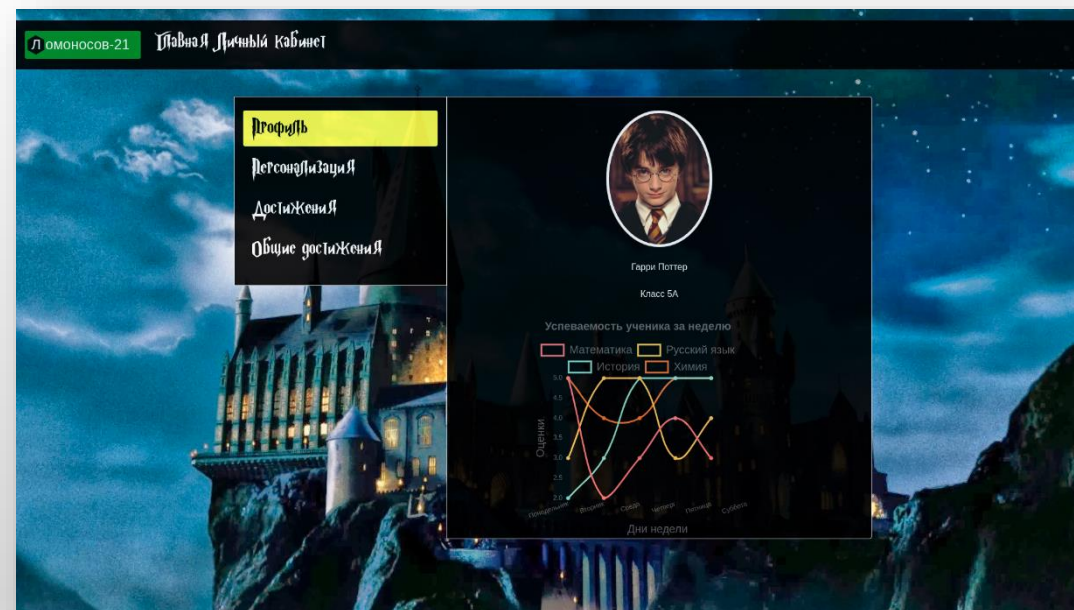 Ломоносов-21
Главная Личный кабинет
Профиль
Персонализация
Достижения
Общие достижения
Гарри Поттер
Класс 5А
Успеваемость ученика за неделю
Математика Русский язык
История Химия
5.0
4.5
4.0
3.5
3.0
2.5
2.0
Оценки
Понедельник Вторник Среда Четверг Пятница Суббота
Дни недели